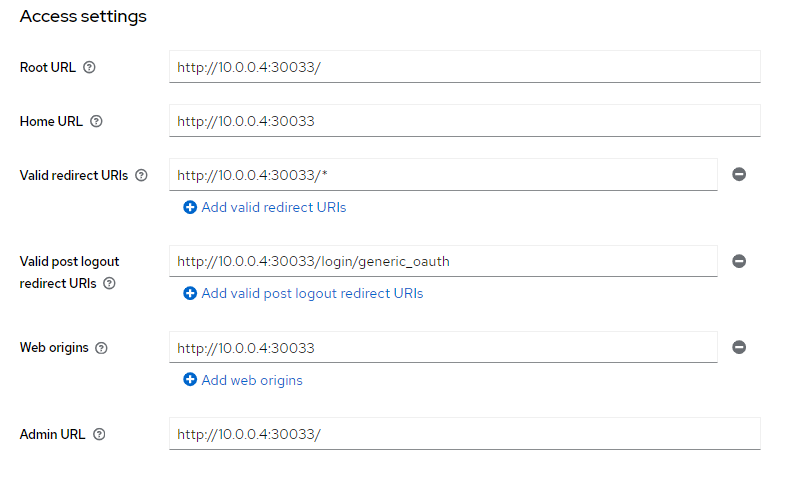 Access settings
Root URL
http://10.0.0.4:30033/
Home URL
http://10.0.0.4:30033
Valid redirect URIs
http://10.0.0.4:30033/*
Add valid redirect URIs
Valid post logout
redirect URIs
http://10.0.0.4:30033/login/generic_oauth
Add valid post logout redirect URIs
Web origins
http://10.0.0.4:30033
Add web origins
Admin URL
http://10.0.0.4:30033/